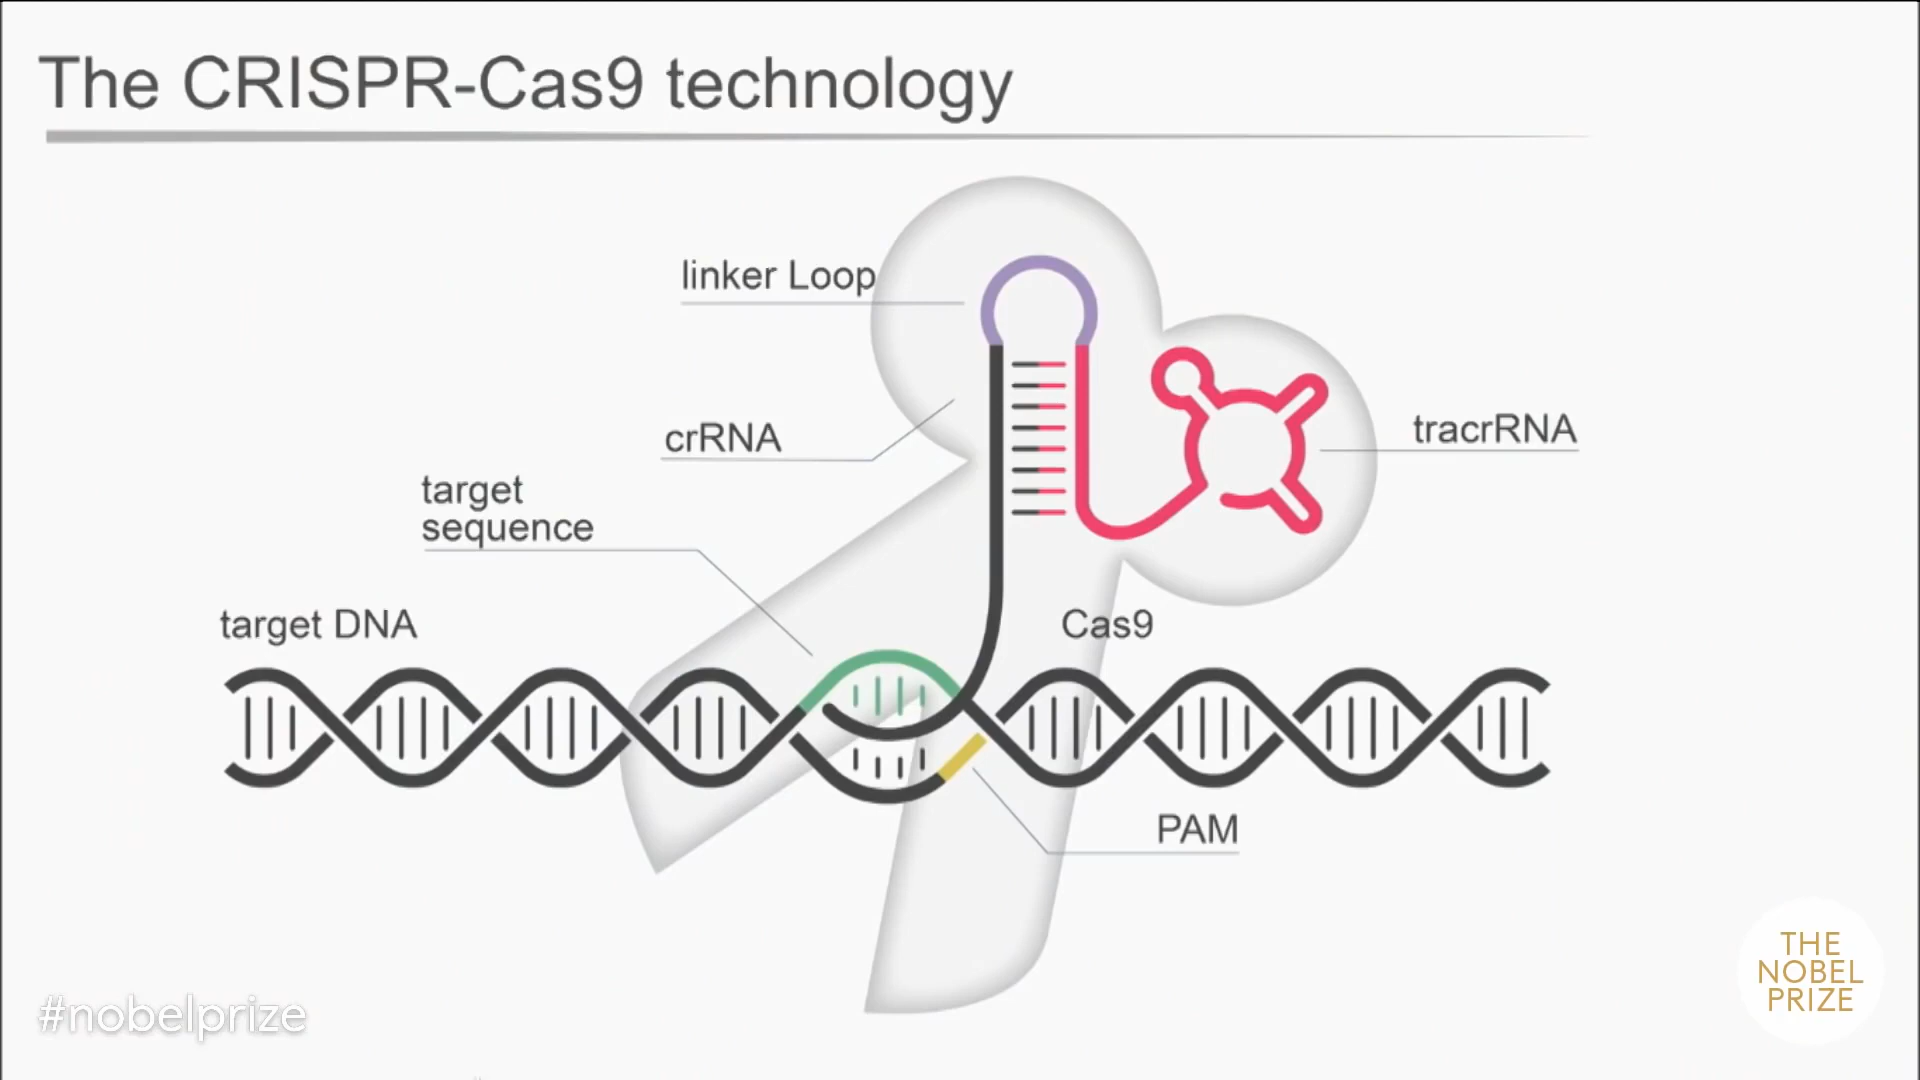 The CRISPR-Cas9 technology
linker Loop
crRNA
tracrRNA
target
sequence
target DNA
Cas9
PAM
#nobelprize
THE
NOBEL
PRIZE